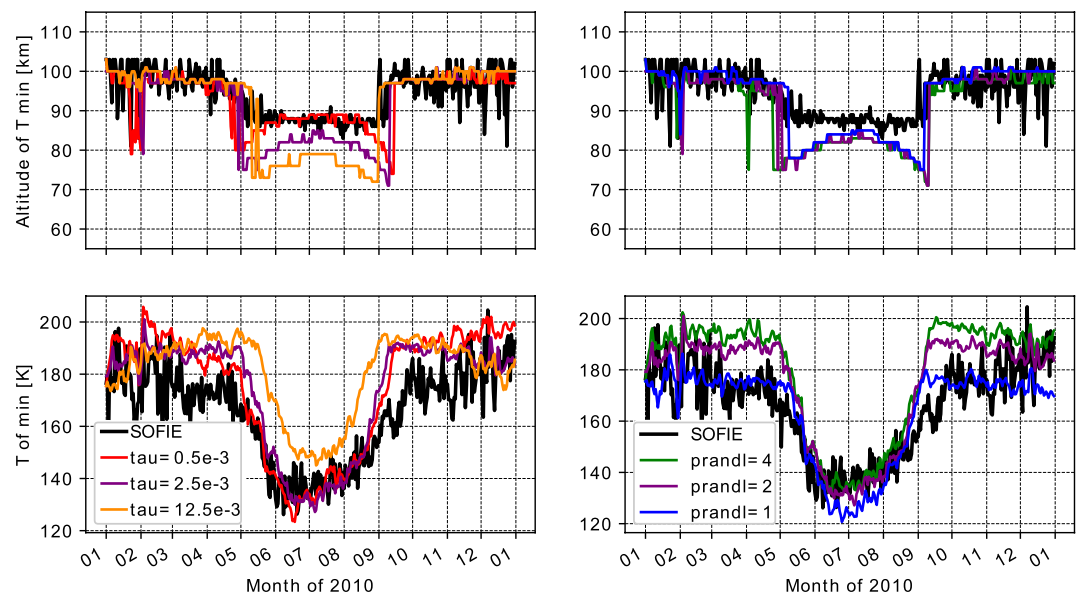 Altitude of T min [km]
110
100
90
80
70
60
110
100
90
80
70
60
T of min [K]
200
180
160
140
120
SOFIE
tau= 0.5e-3
tau= 2.5e-3
tau= 12.5e-3
01 02 03 04 05 06 07 08 09 10 11 12 01
Month of 2010
200
180
160
140
120
SOFIE
prandl= 4
prandl= 2
prandl= 1
01 02 03 04 05 06 07 08 09 10 11 12 01
Month of 2010